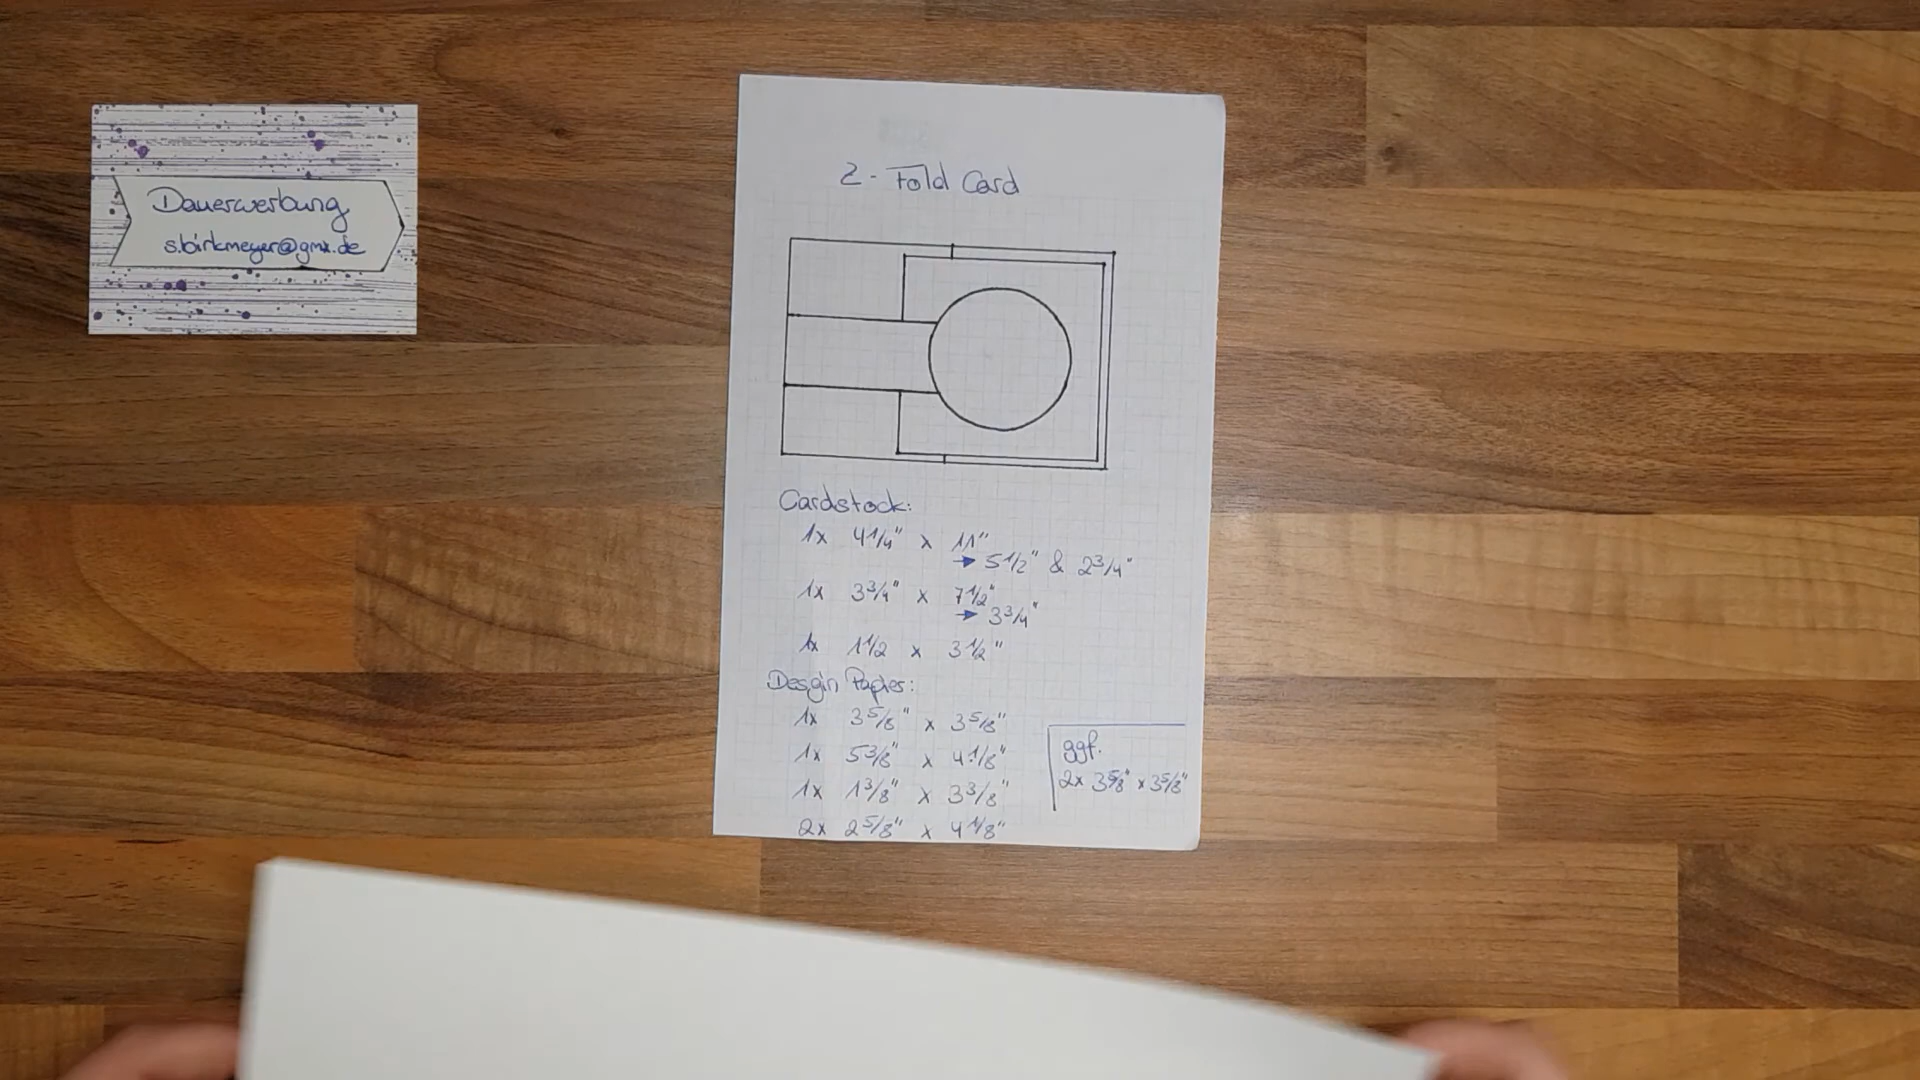 Dauerwerbung
s.birkmeyer@gmx.de
Z - Fold Card
Cardstock:
1x 4 1/4" x 11"
→ 5 1/2" & 2 3/4"
1x 3 3/4" x 7 1/2"
→ 3 3/4"
1x 1 1/2 x 3 1/2"
Desgin Papier:
1x 3 5/8" x 3 5/8"
1x 5 3/8" x 4 1/8"
1x 1 3/8" x 3 3/8"
2x 2 5/8" x 4 1/8"
ggf.
2x 3 5/8" x 3 5/8"